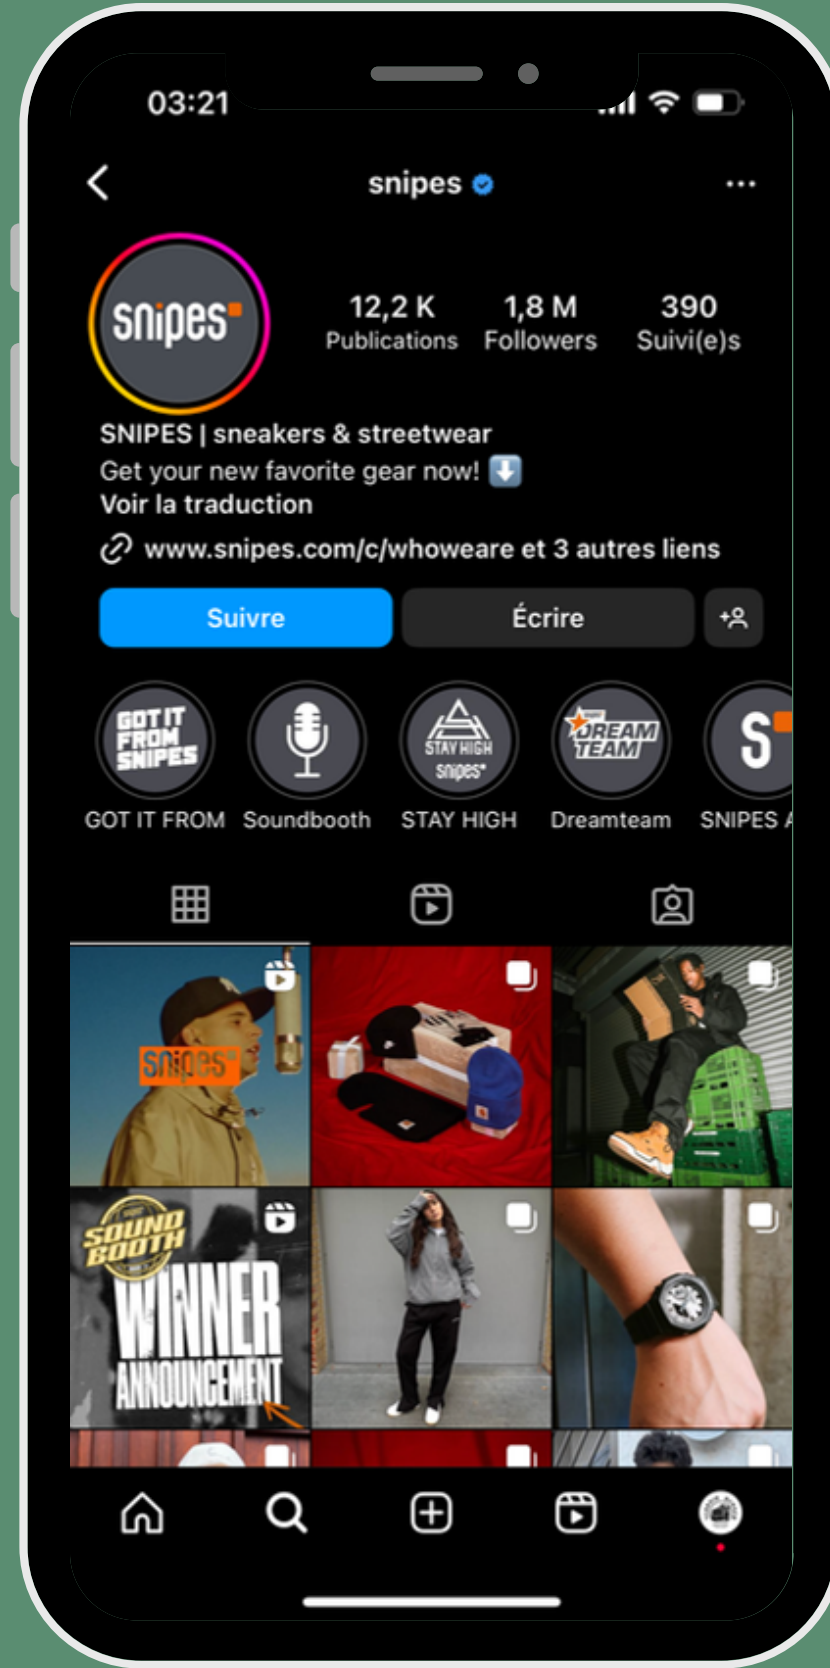 03:21
snipes
snipes
12,2 K
1,8 M
390
Publications
Followers
Suivi(e)s
SNIPES | sneakers & streetwear
Get your new favorite gear now! ⬇️
Voir la traduction
www.snipes.com/c/whoweare et 3 autres liens
Suivre
Écrire
GOT IT
FROM
SNIPES
STAY HIGH
snipes
DREAM
TEAM
S
GOT IT FROM
Soundbooth
STAY HIGH
Dreamteam
SNIPES A
snipes
SOUND
BOOTH
WINNER
ANNOUNCEMENT